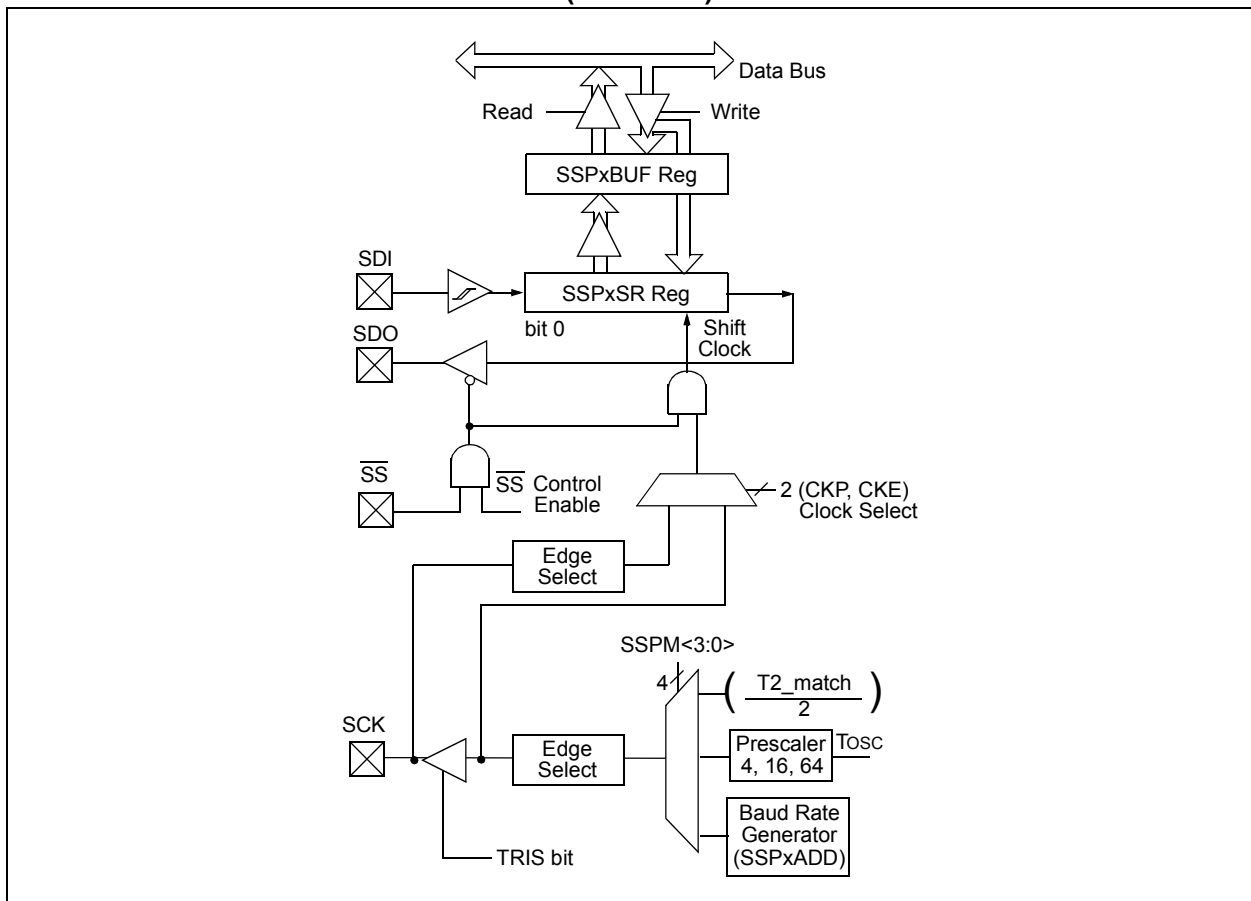 Data Bus
Read
Write
SSPxBUF Reg
SDI
SSPxSR Reg
bit 0
Shift
Clock
SDO
SS
SS Control
Enable
2 (CKP, CKE)
Clock Select
Edge
Select
SSPM<3:0>
4
( T2_match )
2
SCK
Edge
Select
Prescaler
4, 16, 64
TOSC
Baud Rate
Generator
(SSPxADD)
TRIS bit